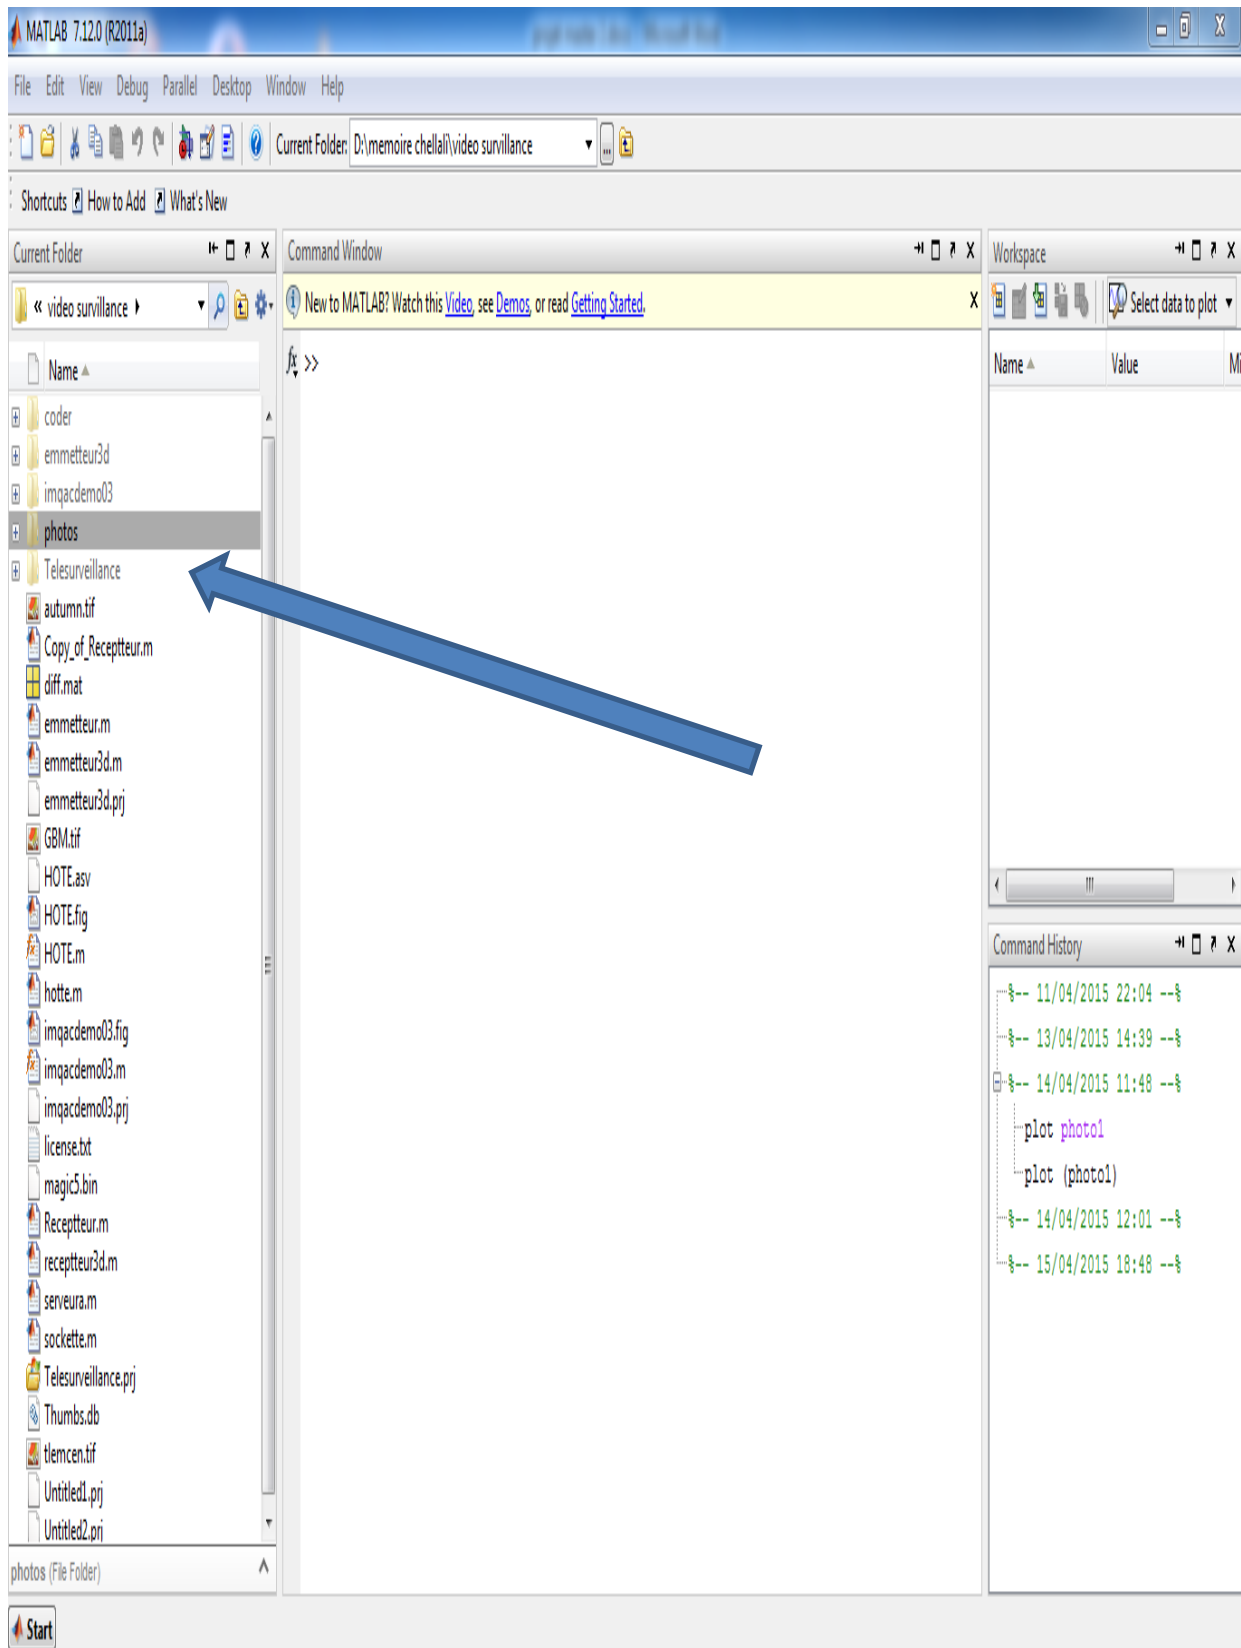 MATLAB 7.12.0 (R2011a)
File Edit View Debug Parallel Desktop Window Help
Current Folder: D:\memoire chellali\video survillance
Shortcuts How to Add What's New
Current Folder
« video survillance
Name
coder
emmetteur3d
imqacdemo03
photos
Telesurveillance
autumn.tif
Copy_of_Recepteur.m
diff.mat
emmetteur.m
emmetteur3d.m
emmetteur3d.prj
GBM.tif
HOTE.asv
HOTE.fig
HOTE.m
hotte.m
imqacdemo03.fig
imqacdemo03.m
imqacdemo03.prj
license.txt
magic5.bin
Receptteur.m
receptteur3d.m
serveura.m
sockette.m
Telesurveillance.prj
Thumbs.db
tlemcen.tif
Untitled1.prj
Untitled2.prj
photos (File Folder)
Start
Command Window
New to MATLAB? Watch this Video, see Demos, or read Getting Started.
fx >>
Workspace
Select data to plot
Name Value Mi
Command History
%-- 11/04/2015 22:04 --%
%-- 13/04/2015 14:39 --%
%-- 14/04/2015 11:48 --%
plot photo1
plot (photo1)
%-- 14/04/2015 12:01 --%
%-- 15/04/2015 18:48 --%